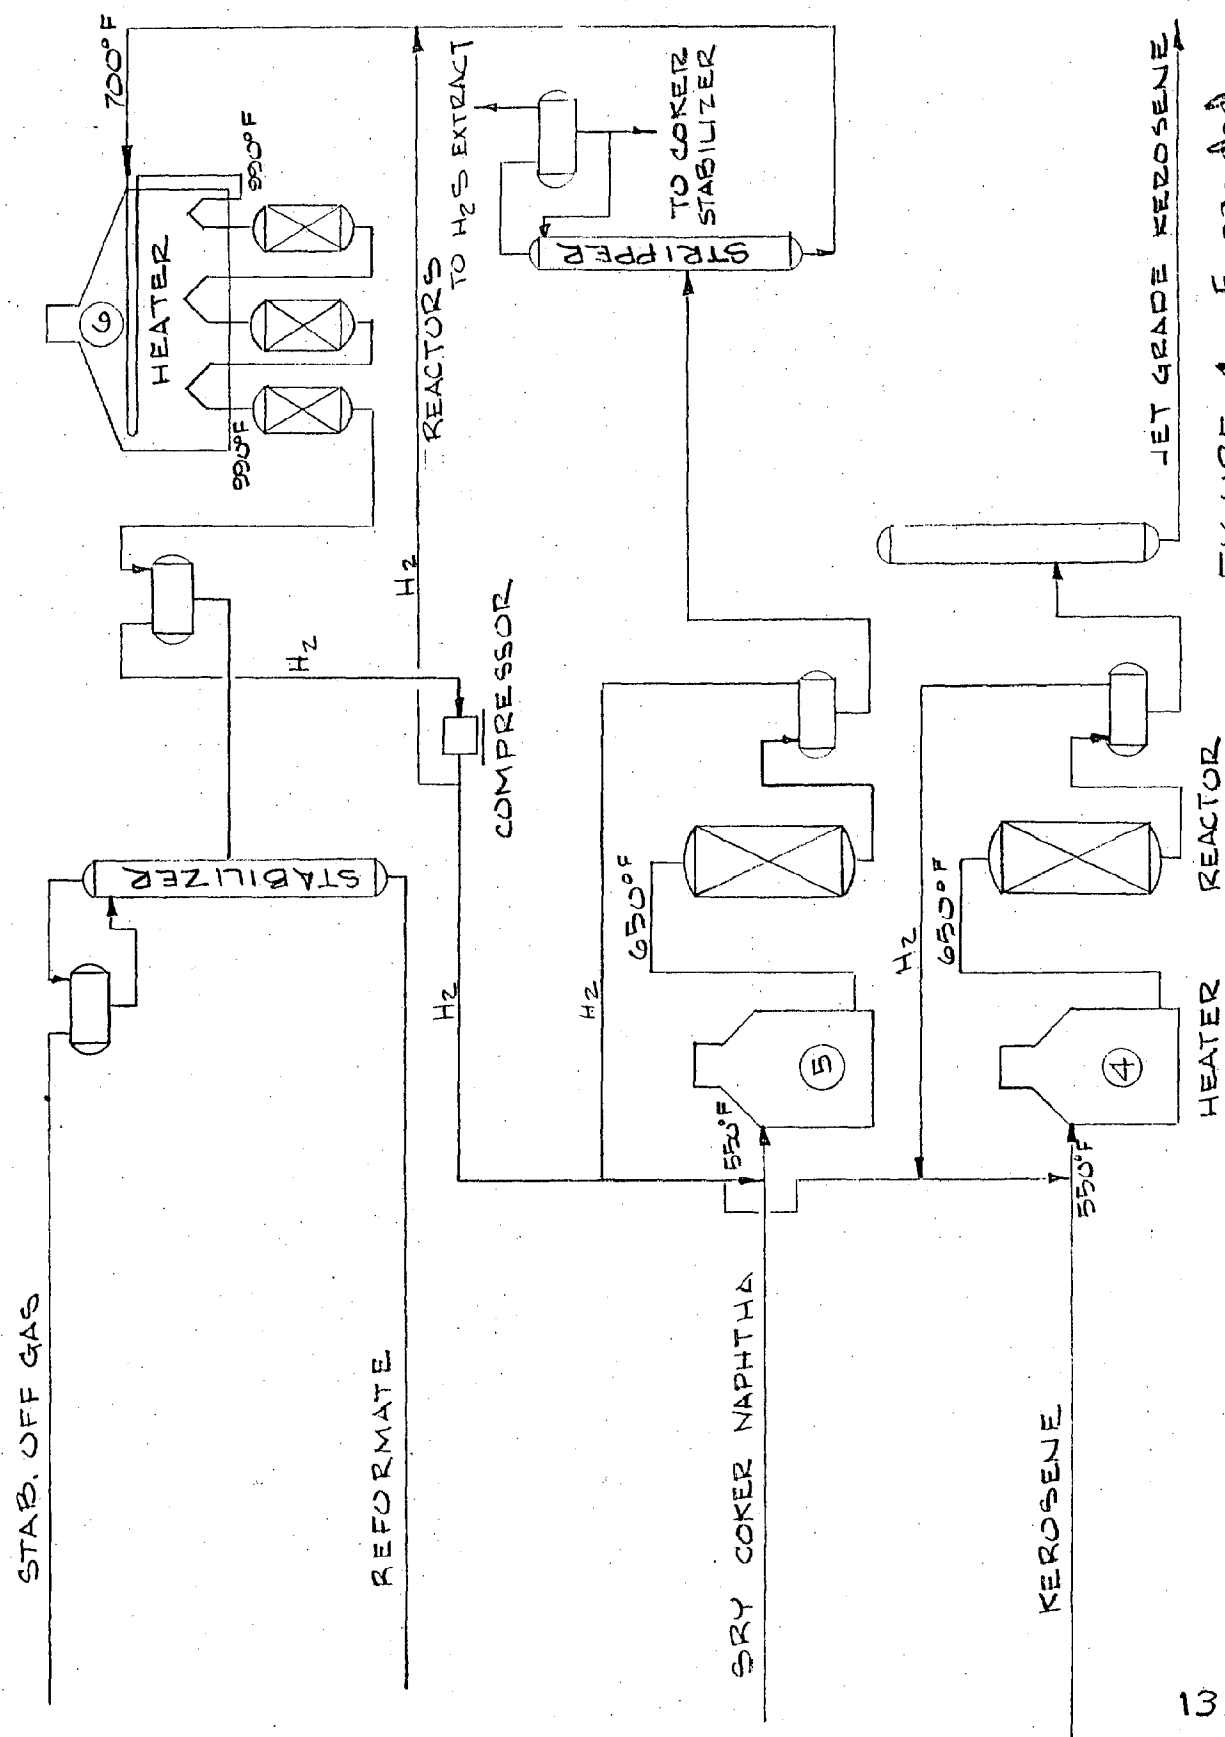 STAB. OFF GAS
REFORMATE
SRY COKER NAPHTHA
KEROSENE
STABILIZER
H2
H2
H2
H2
H2
COMPRESSOR
550°F
550°F
5
4
650°F
650°F
HEATER
REACTOR
700°F
6
HEATER
990°F
990°F
REACTORS
TO H2S EXTRACT
STRIPPER
TO COKER
STABILIZER
JET GRADE KEROSENE
13